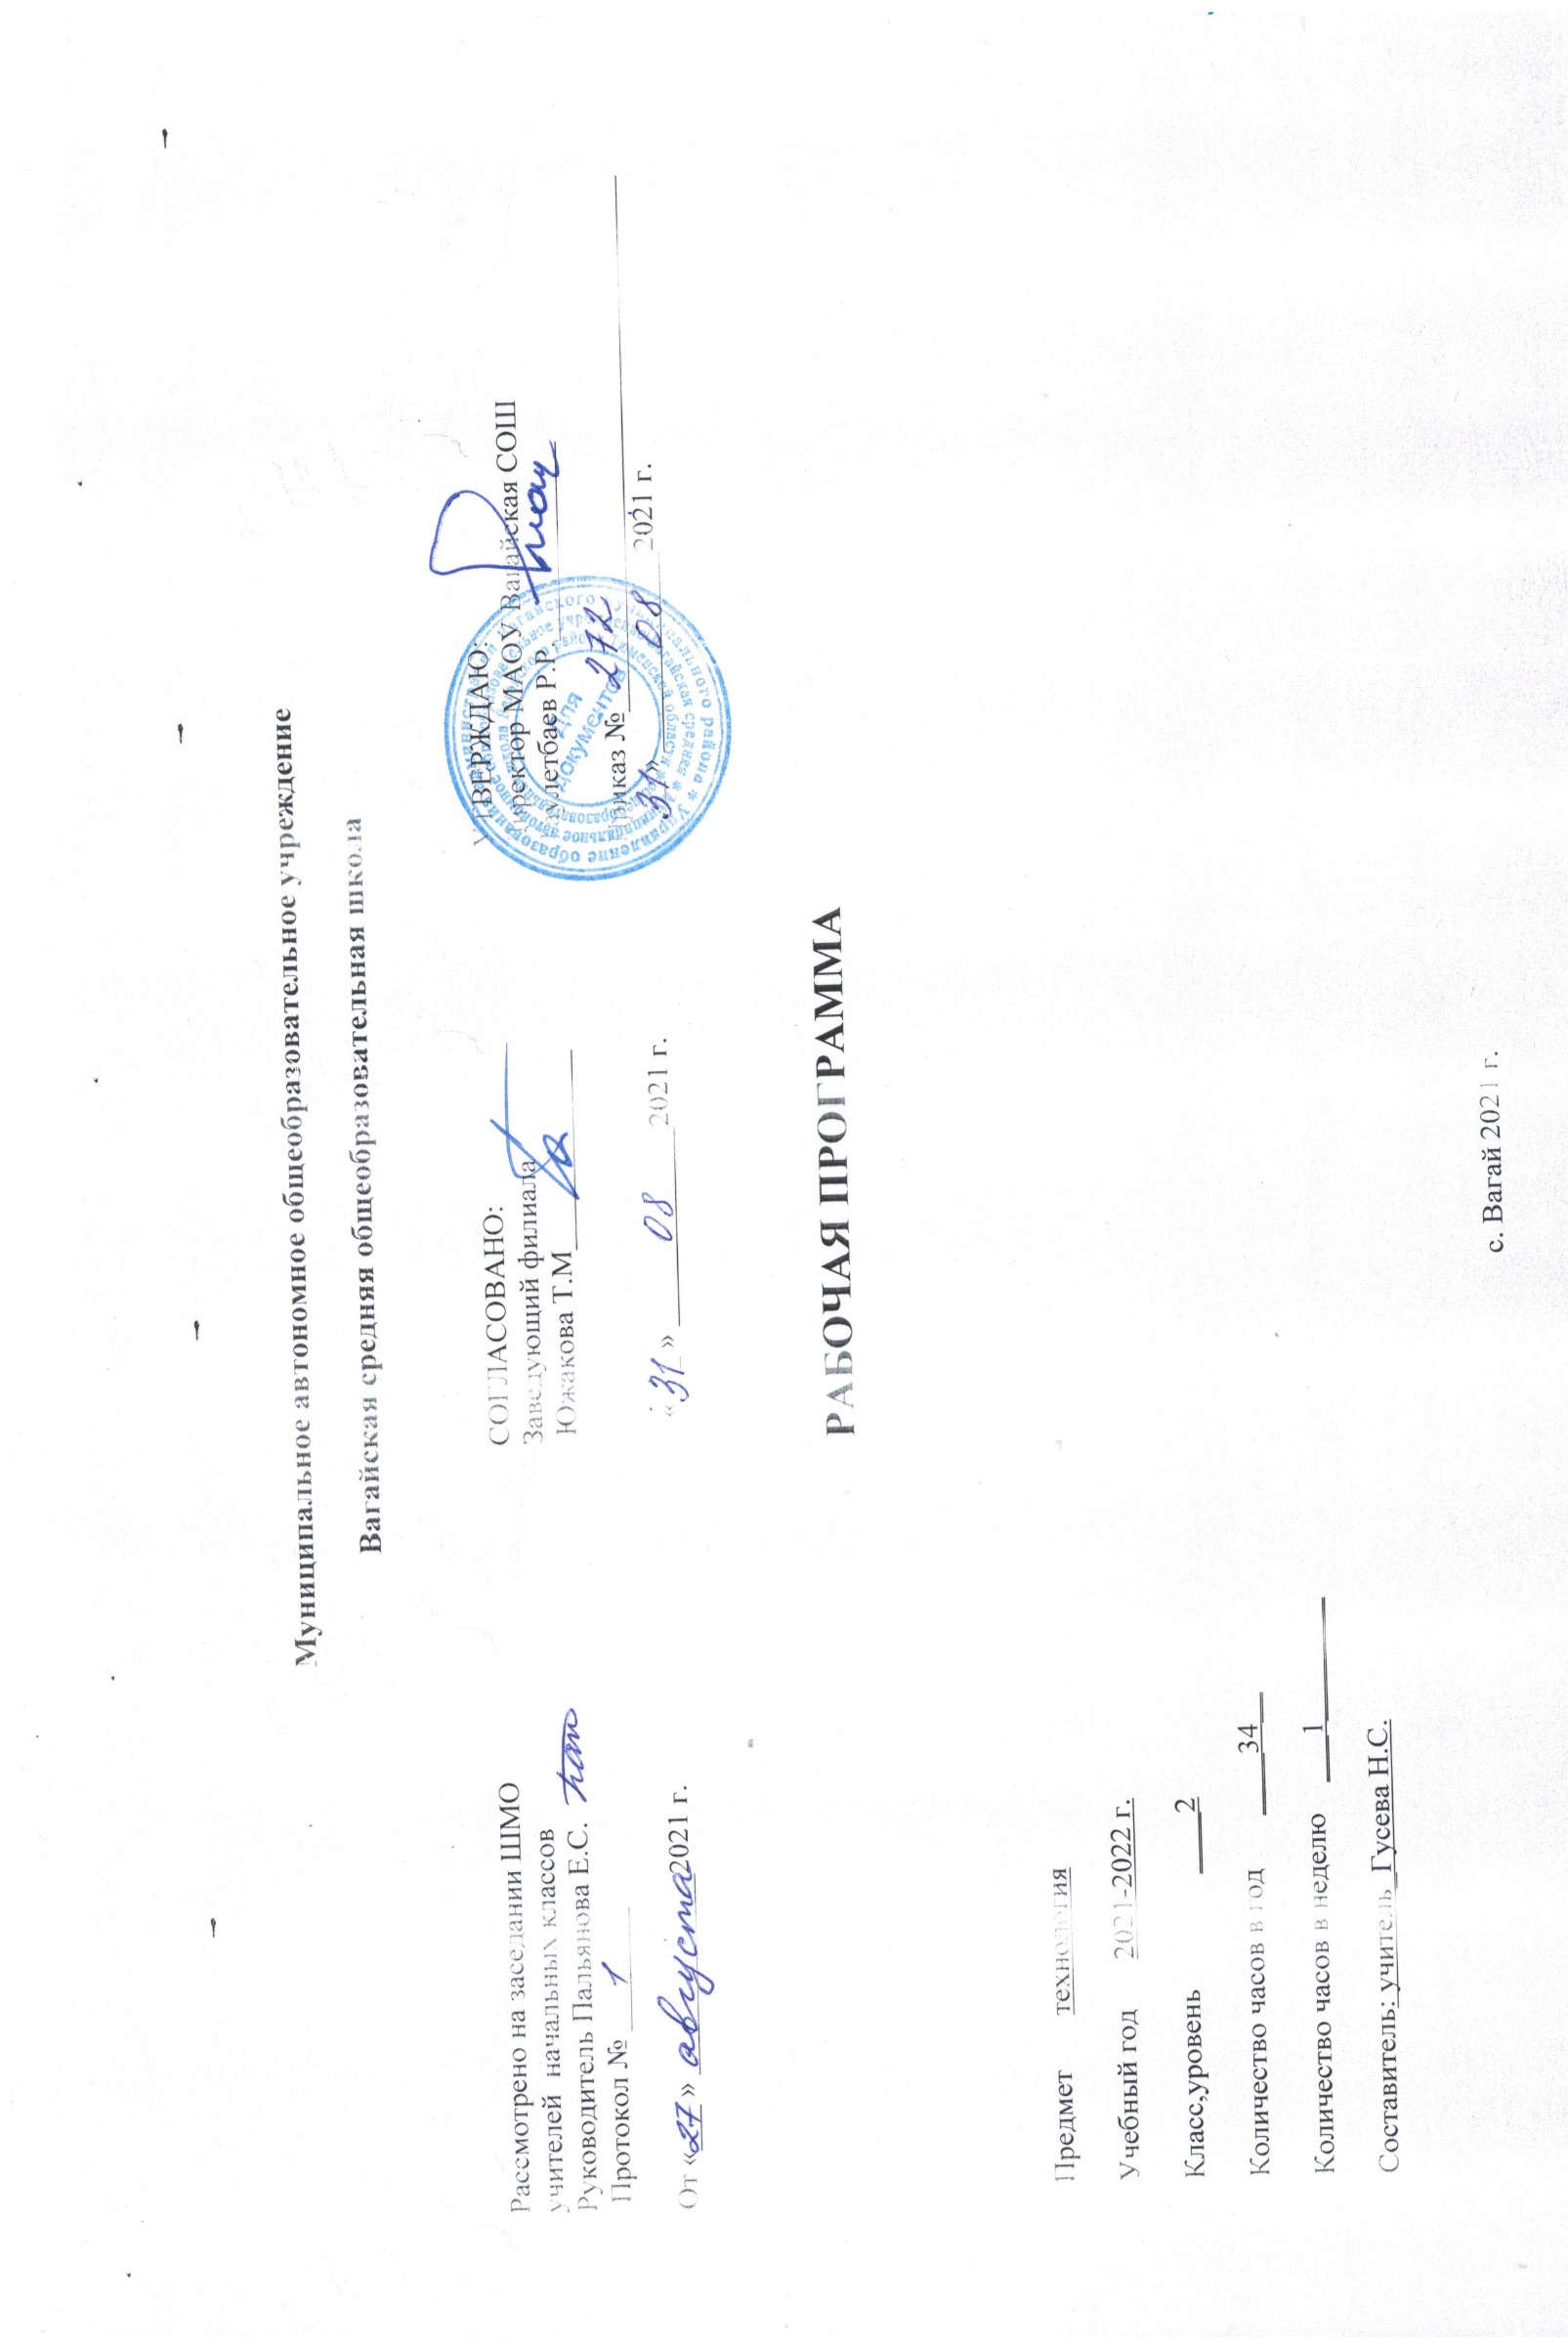 Муниципальное автономное общеобразовательное учреждение
Вагайская средняя общеобразовательная школа
Рассмотрено на заседании ШМО
учителей начальных классов
Руководитель Пальянова Е.С.
Протокол № 1
От «27» августа 2021 г.
СОГЛАСОВАНО:
Заведующий филиала
Южакова Т.М
«31» 08 2021 г.
УТВЕРЖДАЮ:
Директор МАОУ Вагайская СОШ
Р.Р.
Приказ № 272
31» 08 2021 г.
Для
документов
РАБОЧАЯ ПРОГРАММА
Предмет технология
Учебный год 2021-2022 г.
Класс,уровень 2
Количество часов в год 34
Количество часов в неделю 1
Составитель: учитель Гусева Н.С.
с. Вагай 2021 г.